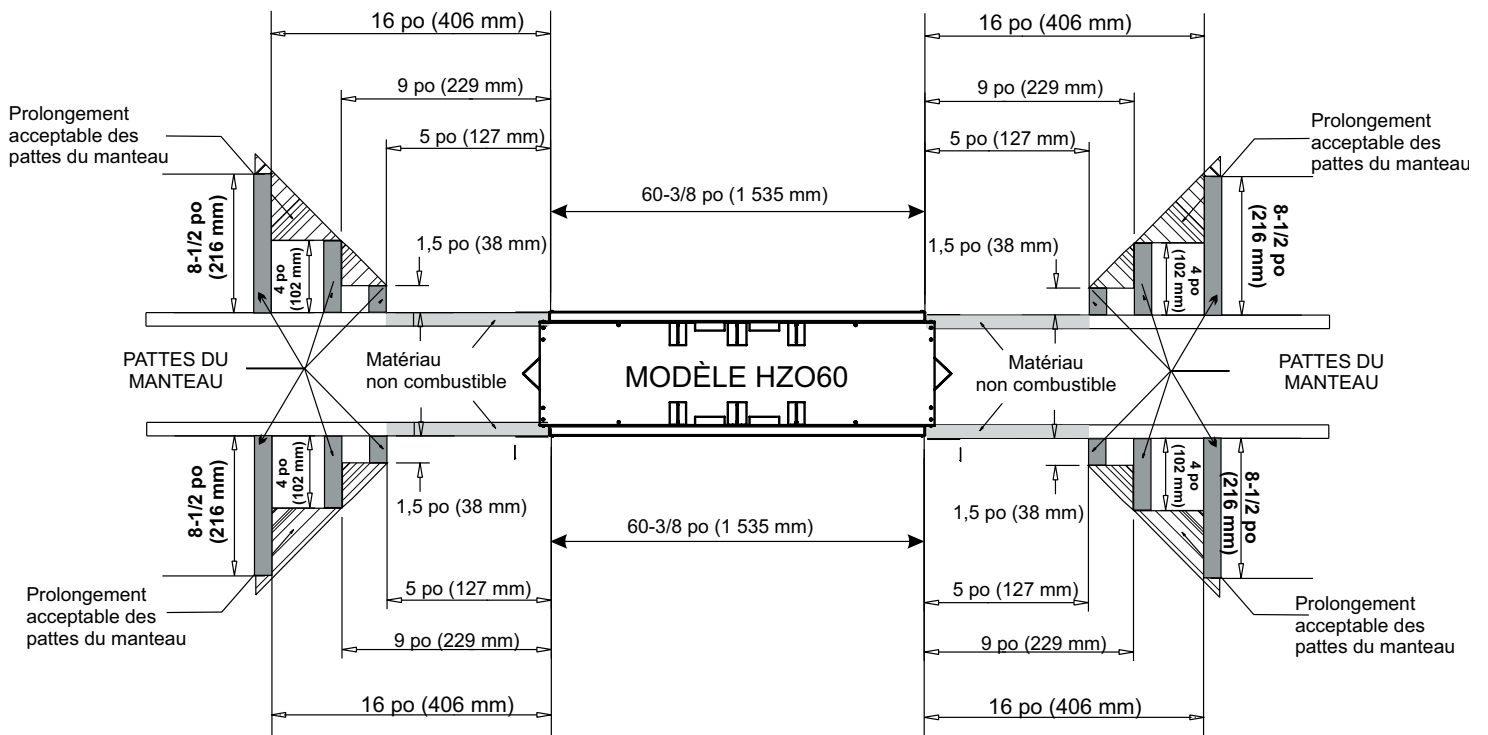 16 po (406 mm)
16 po (406 mm)
9 po (229 mm)
9 po (229 mm)
Prolongement
acceptable des
pattes du manteau
5 po (127 mm)
5 po (127 mm)
Prolongement
acceptable des
pattes du manteau
60-3/8 po (1 535 mm)
8-1/2 po
(216 mm)
4 po
(102 mm)
1,5 po (38 mm)
1,5 po (38 mm)
4 po
(102 mm)
8-1/2 po
(216 mm)
PATTES DU
MANTEAU
Matériau
non combustible
MODÈLE HZO60
Matériau
non combustible
PATTES DU
MANTEAU
8-1/2 po
(216 mm)
4 po
(102 mm)
1,5 po (38 mm)
60-3/8 po (1 535 mm)
1,5 po (38 mm)
4 po
(102 mm)
8-1/2 po
(216 mm)
Prolongement
acceptable des
pattes du manteau
5 po (127 mm)
5 po (127 mm)
Prolongement
acceptable des
pattes du manteau
9 po (229 mm)
9 po (229 mm)
16 po (406 mm)
16 po (406 mm)